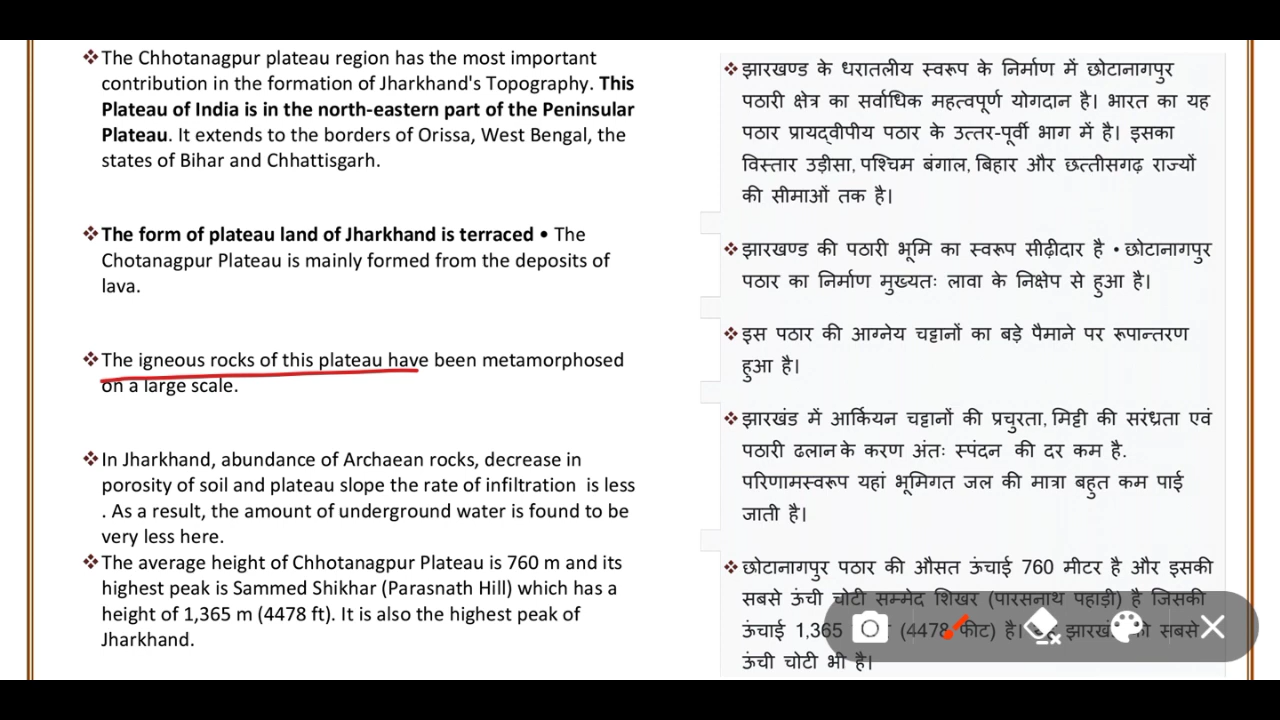 ❖The Chhotanagpur plateau region has the most important
contribution in the formation of Jharkhand's Topography. This
Plateau of India is in the north-eastern part of the Peninsular
Plateau. It extends to the borders of Orissa, West Bengal, the
states of Bihar and Chhattisgarh.
❖The form of plateau land of Jharkhand is terraced • The
Chotanagpur Plateau is mainly formed from the deposits of
lava.
❖The igneous rocks of this plateau have been metamorphosed
on a large scale.
❖In Jharkhand, abundance of Archaean rocks, decrease in
porosity of soil and plateau slope the rate of infiltration is less
. As a result, the amount of underground water is found to be
very less here.
❖The average height of Chhotanagpur Plateau is 760 m and its
highest peak is Sammed Shikhar (Parasnath Hill) which has a
height of 1,365 m (4478 ft). It is also the highest peak of
Jharkhand.
❖झारखण्ड के धरातलीय स्वरूप के निर्माण में छोटानागपुर
पठारी क्षेत्र का सर्वाधिक महत्वपूर्ण योगदान है। भारत का यह
पठार प्रायद्वीपीय पठार के उत्तर-पूर्वी भाग में है। इसका
विस्तार उड़ीसा, पश्चिम बंगाल, बिहार और छत्तीसगढ़ राज्यों
की सीमाओं तक है।
❖झारखण्ड की पठारी भूमि का स्वरूप सीढ़ीदार है • छोटानागपुर
पठार का निर्माण मुख्यतः लावा के निक्षेप से हुआ है।
❖इस पठार की आग्नेय चट्टानों का बड़े पैमाने पर रूपान्तरण
हुआ है।
❖झारखंड में आर्कियन चट्टानों की प्रचुरता, मिट्टी की सरंध्रता एवं
पठारी ढलान के करण अंतः स्पंदन की दर कम है.
परिणामस्वरूप यहां भूमिगत जल की मात्रा बहुत कम पाई
जाती है।
❖छोटानागपुर पठार की औसत ऊंचाई 760 मीटर है और इसकी
सबसे ऊंची चोटी सम्मेद शिखर (पारसनाथ पहाड़ी) है जिसकी
ऊंचाई 1,365 (4478 फीट) है। सबसे
ऊंची चोटी भी है।